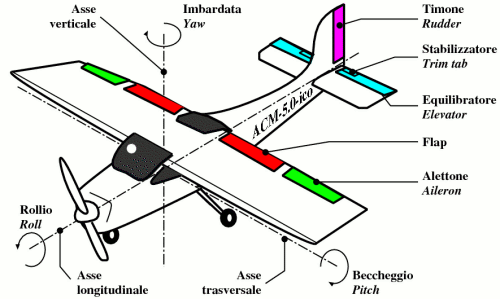 Asse
verticale
Imbardata
Yaw
Timone
Rudder
Stabilizzatore
Trim tab
Equilibratore
Elevator
ACM-5.0-ico
Flap
Alettone
Aileron
Rollio
Roll
Asse
longitudinale
Asse
trasversale
Beccheggio
Pitch